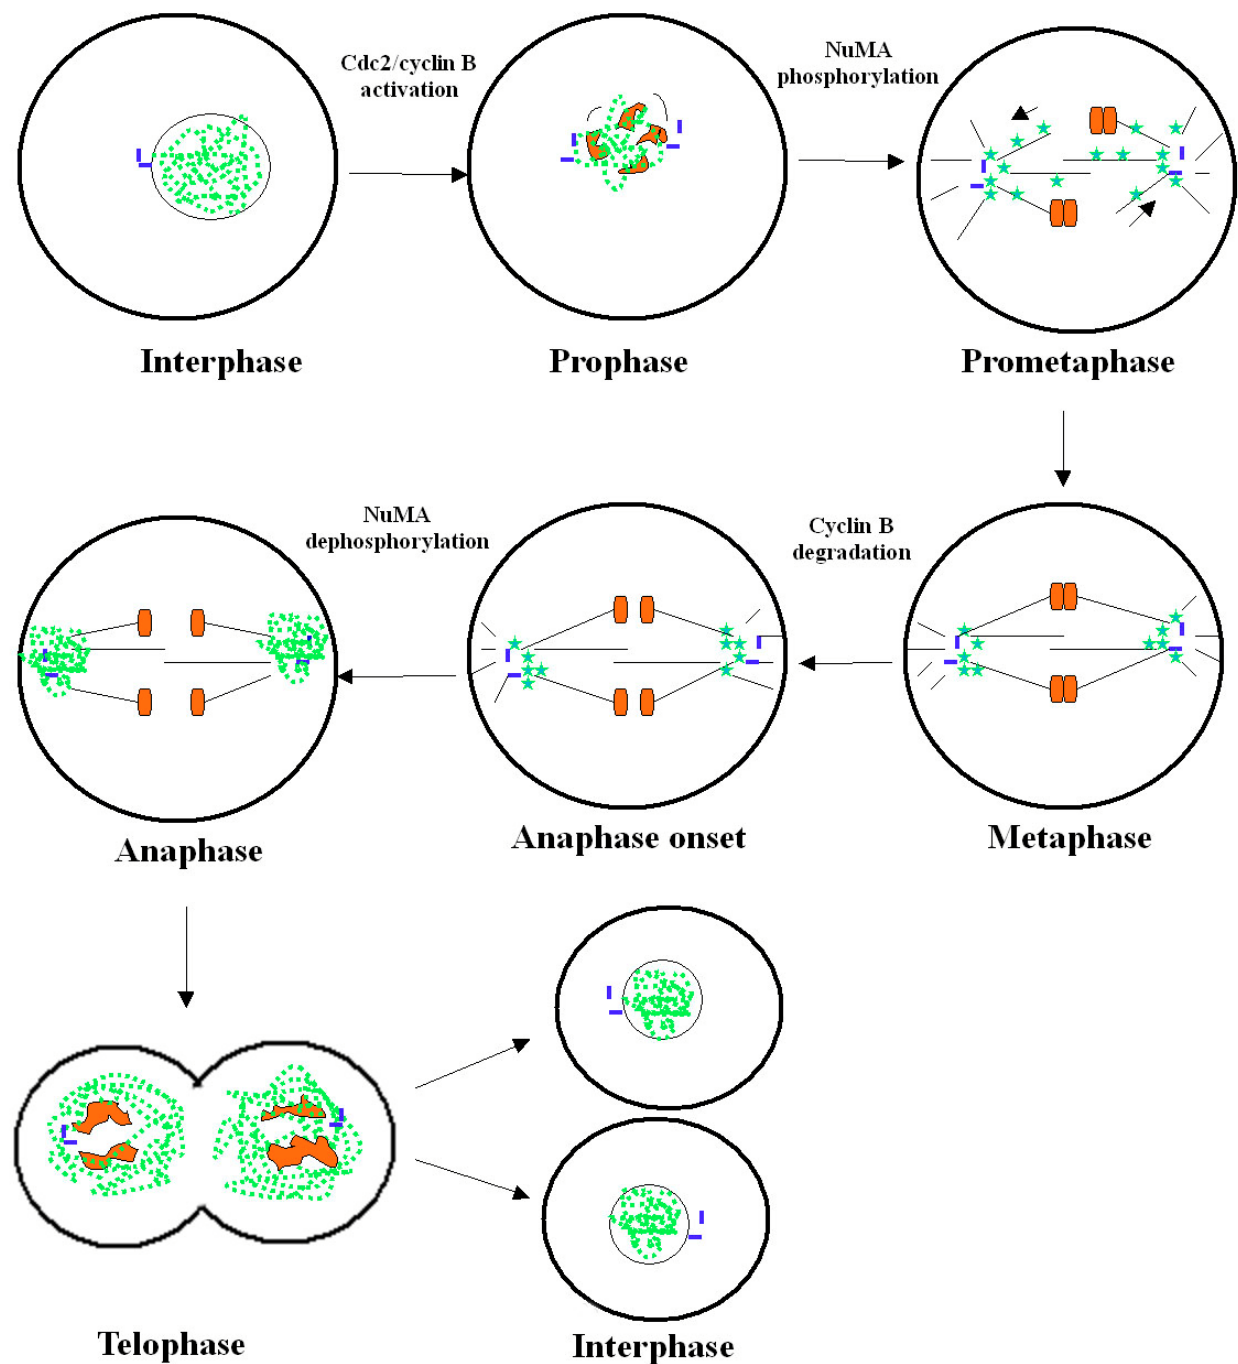 Cdc2/cyclin B
activation
NuMA
phosphorylation
Interphase
Prophase
Prometaphase
NuMA
dephosphorylation
Cyclin B
degradation
Anaphase
Anaphase onset
Metaphase
Telophase
Interphase